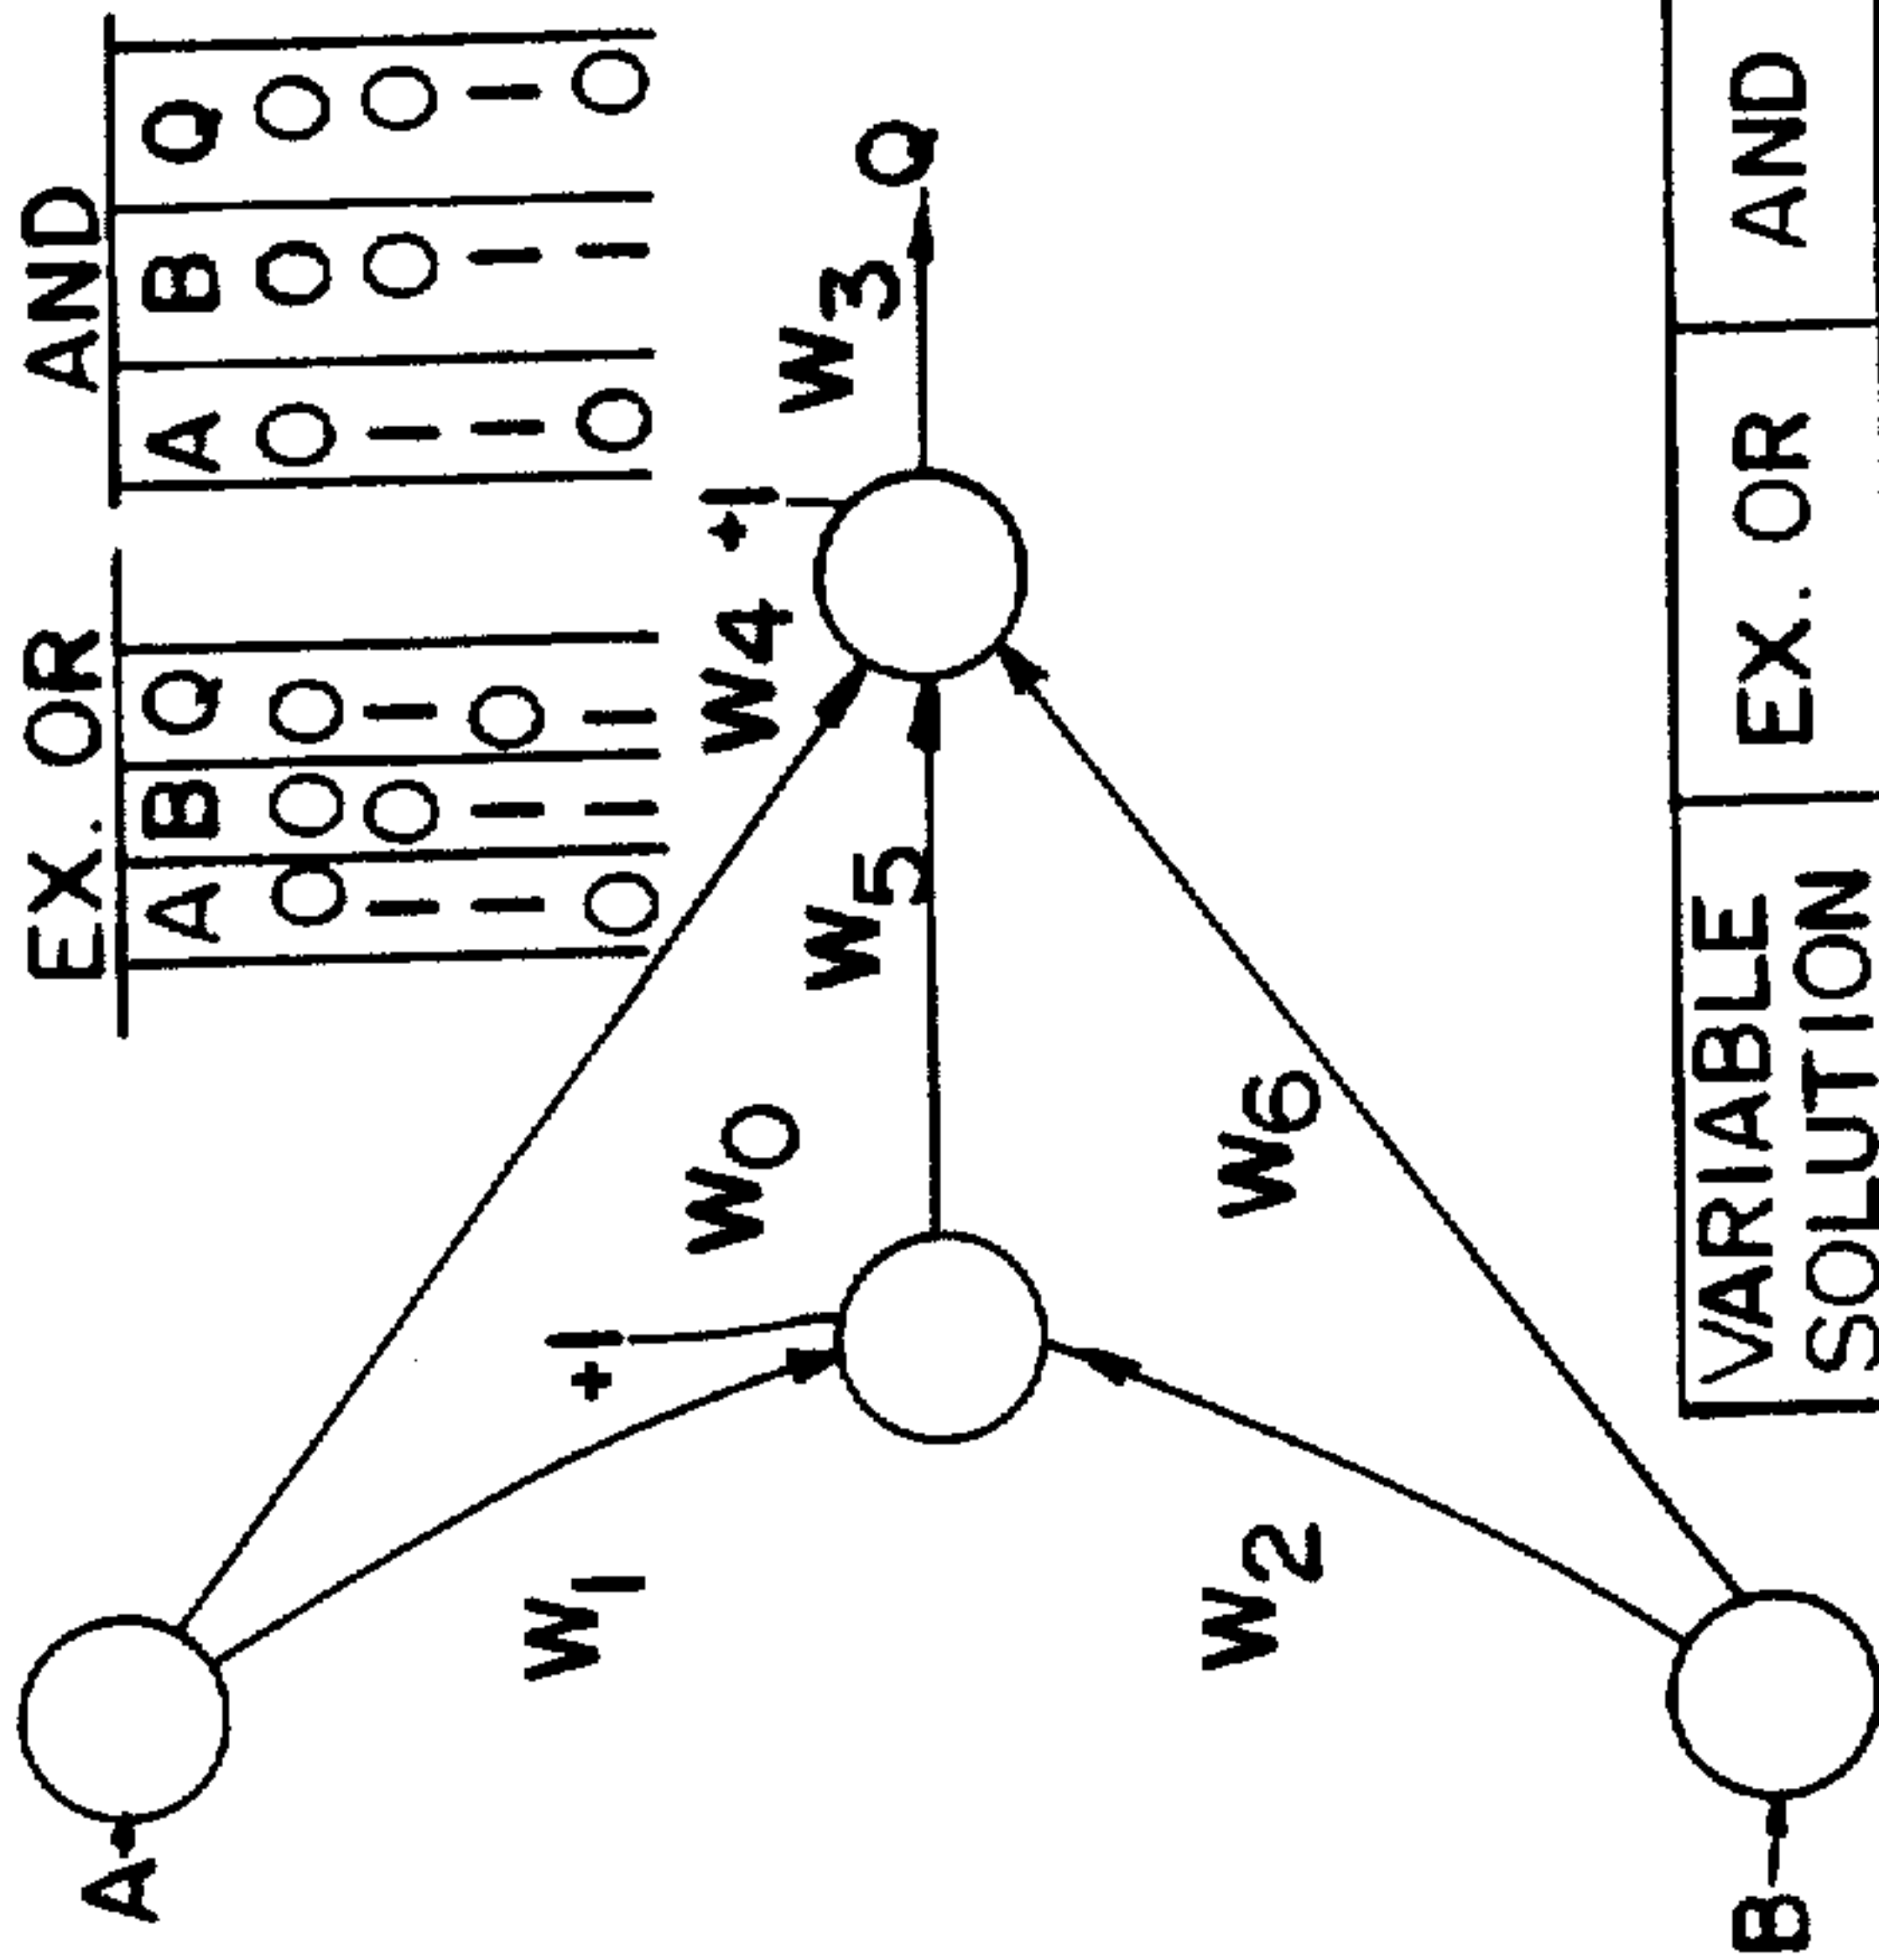 EX. OR AND
A B Q A B Q
0 0 0 0 0 0
1 0 1 1 0 0
1 1 0 1 1 1
0 1 1 0 1 0
A
W1
+1
W0
W4
+1
W5
W3
Q
W2
W6
B
VARIABLE EX. OR AND
SOLUTION